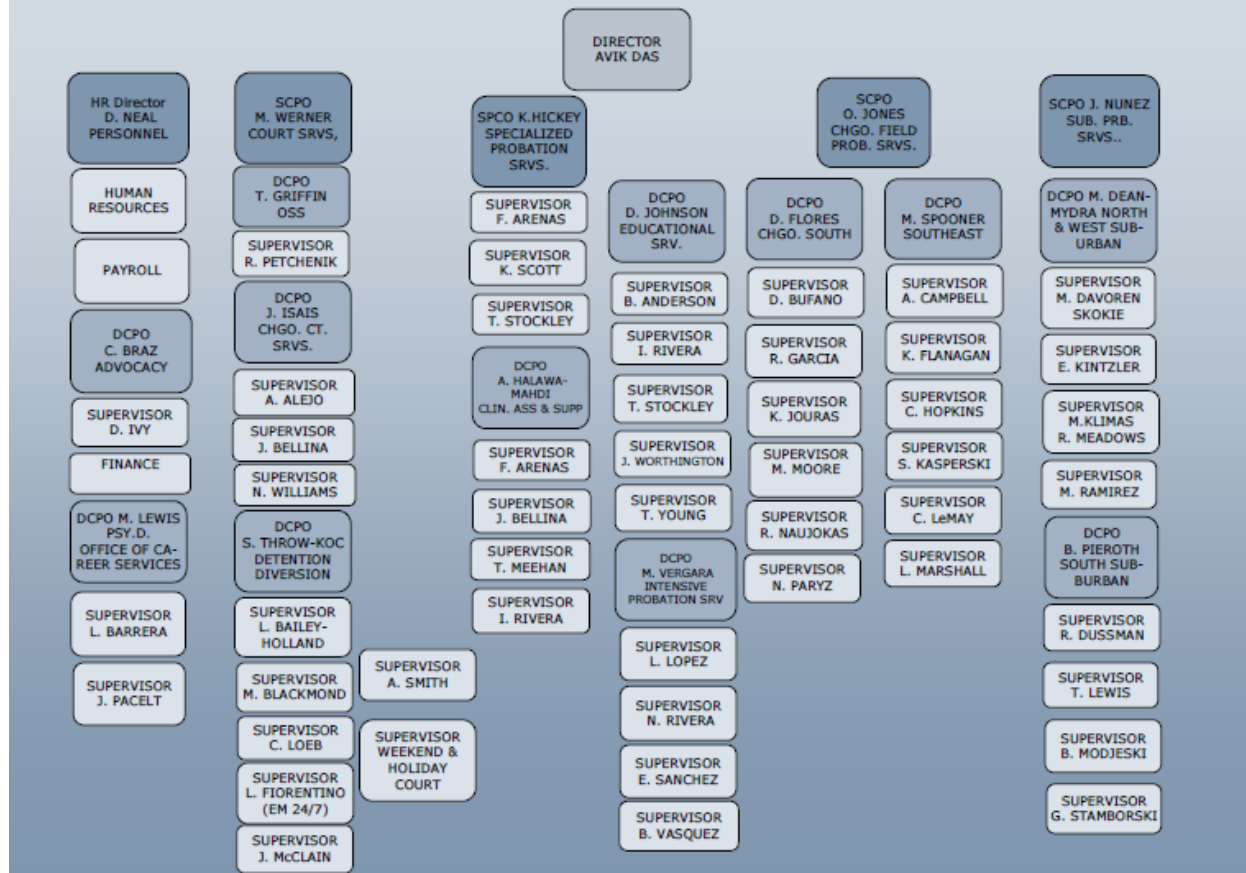 DIRECTOR
AVIK DAS
HR Director
D. NEAL
PERSONNEL
HUMAN
RESOURCES
PAYROLL
DCPO
C. BRAZ
ADVOCACY
SUPERVISOR
D. IVY
FINANCE
DCPO M. LEWIS
PSY.D.
OFFICE OF CA-
REER SERVICES
SUPERVISOR
L. BARRERA
SUPERVISOR
J. PACELT
SCPO
M. WERNER
COURT SRVS,
DCPO
T. GRIFFIN
OSS
SUPERVISOR
R. PETCHENIK
DCPO
J. ISAIS
CHGO. CT.
SRVS.
SUPERVISOR
A. ALEJO
SUPERVISOR
J. BELLINA
SUPERVISOR
N. WILLIAMS
DCPO
S. THROW-KOC
DETENTION
DIVERSION
SUPERVISOR
L. BAILEY-
HOLLAND
SUPERVISOR
M. BLACKMOND
SUPERVISOR
C. LOEB
SUPERVISOR
L. FIORENTINO
(EM 24/7)
SUPERVISOR
J. McCLAIN
SUPERVISOR
A. SMITH
SUPERVISOR
WEEKEND &
HOLIDAY
COURT
SPCO K.HICKEY
SPECIALIZED
PROBATION
SRVS.
SUPERVISOR
F. ARENAS
SUPERVISOR
K. SCOTT
SUPERVISOR
T. STOCKLEY
DCPO
A. HALAWA-
MAHDI
CLIN. ASS & SUPP
SUPERVISOR
F. ARENAS
SUPERVISOR
J. BELLINA
SUPERVISOR
T. MEEHAN
SUPERVISOR
I. RIVERA
DCPO
D. JOHNSON
EDUCATIONAL
SRV.
SUPERVISOR
B. ANDERSON
SUPERVISOR
I. RIVERA
SUPERVISOR
T. STOCKLEY
SUPERVISOR
J. WORTHINGTON
SUPERVISOR
T. YOUNG
DCPO
M. VERGARA
INTENSIVE
PROBATION SRV
SUPERVISOR
L. LOPEZ
SUPERVISOR
N. RIVERA
SUPERVISOR
E. SANCHEZ
SUPERVISOR
B. VASQUEZ
SCPO
O. JONES
CHGO. FIELD
PROB. SRVS.
DCPO
D. FLORES
CHGO. SOUTH
SUPERVISOR
D. BUFANO
SUPERVISOR
R. GARCIA
SUPERVISOR
K. JOURAS
SUPERVISOR
M. MOORE
SUPERVISOR
R. NAUJOKAS
SUPERVISOR
N. PARYZ
DCPO
M. SPOONER
SOUTHEAST
SUPERVISOR
A. CAMPBELL
SUPERVISOR
K. FLANAGAN
SUPERVISOR
C. HOPKINS
SUPERVISOR
S. KASPERSKI
SUPERVISOR
C. LeMAY
SUPERVISOR
L. MARSHALL
SCPO J. NUNEZ
SUB. PRB.
SRVS..
DCPO M. DEAN-
MYDRA NORTH
& WEST SUB-
URBAN
SUPERVISOR
M. DAVOREN
SKOKIE
SUPERVISOR
E. KINTZLER
SUPERVISOR
M.KLIMAS
R. MEADOWS
SUPERVISOR
M. RAMIREZ
DCPO
B. PIEROTH
SOUTH SUB-
BURBAN
SUPERVISOR
R. DUSSMAN
SUPERVISOR
T. LEWIS
SUPERVISOR
B. MODJESKI
SUPERVISOR
G. STAMBORSKI